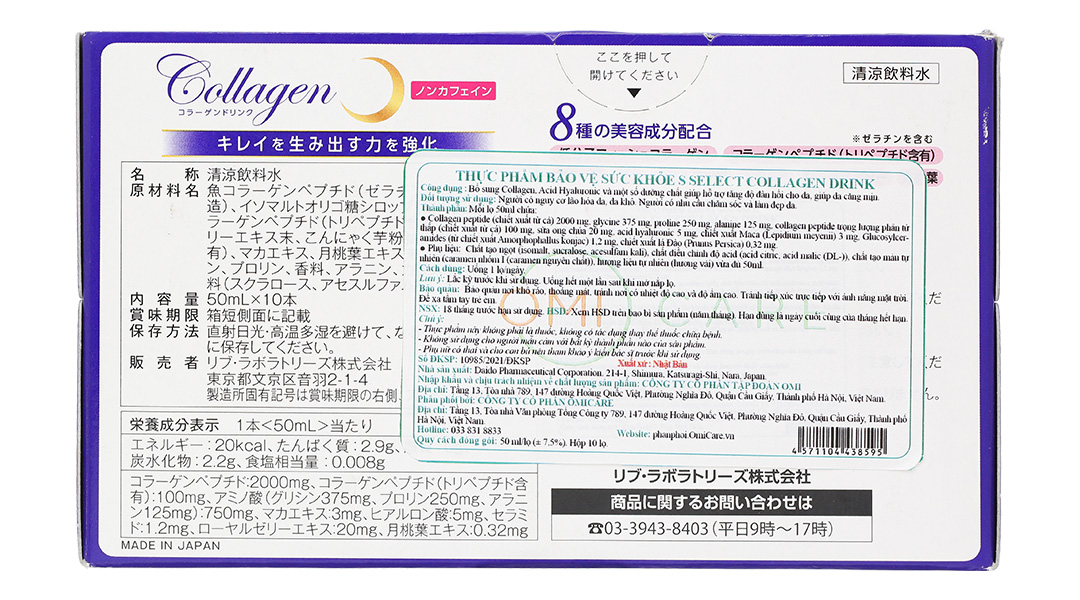 Collagen
コラーゲンドリンク
ノンカフェイン
キレイを生み出す力を強化
ここを押して
開けてください
清涼飲料水
8種の美容成分配合
※ゼラチンを含む
コラーゲンペプチド(トリペプチド含有)
葉
名称 清涼飲料水
原材料名 魚コラーゲンペプチド(ゼラチ
造)、イソマルトオリゴ糖シロップ
ラーゲンペプチド(トリペプチド
リーエキス末、こんにゃく芋粉
有)、マカエキス、月桃葉エキス
ン、プロリン、香料、アラニン、
料(スクラロース、アセスルファ
内容量 50mL×10本
賞味期限 箱短側面に記載
保存方法 直射日光・高温多湿を避けて、な
に保存してください。
販売者 リブ・ラボラトリーズ株式会社
東京都文京区音羽2-1-4
製造所固有記号は賞味期限の右側
栄養成分表示 1本<50mL>当たり
エネルギー:20kcal、たんぱく質:2.9g、
炭水化物:2.2g、食塩相当量:0.008g
コラーゲンペプチド:2000mg、コラーゲンペプチド(トリペプチド含
有):100mg、アミノ酸(グリシン375mg、プロリン250mg、アラニ
ン125mg):750mg、マカエキス:3mg、ヒアルロン酸:5mg、セラミ
ド:1.2mg、ローヤルゼリーエキス:20mg、月桃葉エキス:0.32mg
MADE IN JAPAN
THỰC PHẨM BẢO VỆ SỨC KHỎE S SELECT COLLAGEN DRINK
Công dụng : Bổ sung Collagen, Acid Hyaluronic và một số dưỡng chất giúp hỗ trợ tăng độ đàn hồi cho da, giúp da căng mịn.
Đối tượng sử dụng: Người có nguy cơ lão hóa da, da khô. Người có nhu cầu chăm sóc và làm đẹp da.
Thành phần: Mỗi lọ 50ml chứa:
• Collagen peptide (chiết xuất từ cá) 2000 mg, glycine 375 mg, proline 250 mg, alanine 125 mg, collagen peptide trọng lượng phân tử
thấp (chiết xuất từ cá) 100 mg, sữa ong chúa 20 mg, acid hyaluronic 5 mg, chiết xuất Maca (Lepidium meyenii) 3 mg, Glucosylcer-
amides (từ chiết xuất Amorphophallus konjac) 1,2 mg, chiết xuất lá Đào (Prunus Persica) 0,32 mg.
• Phụ liệu: Chất tạo ngọt (isomalt, sucralose, acesulfam kali), chất điều chỉnh độ acid (acid citric, acid malic (DL-), chất tạo màu tự
nhiên (caramen nhóm I (caramen nguyên chất)), hương liệu tự nhiên (hương vải) vừa đủ 50ml.
Cách dùng: Uống 1 lọ/ngày.
Lưu ý: Lắc kỹ trước khi sử dụng. Uống hết một lần sau khi mở nắp lọ.
Bảo quản: Bảo quản nơi khô ráo, thoáng mát, tránh nơi có nhiệt độ cao và độ ẩm cao. Tránh tiếp xúc trực tiếp với ánh nắng mặt trời.
Để xa tầm tay trẻ em.
OMI CARE
NSX: 18 tháng trước hạn sử dụng. HSD: Xem HSD trên bao bì sản phẩm (năm tháng). Hạn dùng là ngày cuối cùng của tháng hết hạn.
Chú ý:
- Thực phẩm này không phải là thuốc, không có tác dụng thay thế thuốc chữa bệnh.
- Không sử dụng cho người mẫn cảm với bất kỳ thành phần nào của sản phẩm.
- Phụ nữ có thai và cho con bú nên tham khảo ý kiến bác sĩ trước khi sử dụng
Số ĐKSP: 10985/2021/ĐKSP Xuất xứ : Nhật Bản
Nhà sản xuất: Daido Pharmaceutical Corporation. 214-1, Shimura, Katsuragi-Shi, Nara, Japan.
Nhập khẩu và chịu trách nhiệm về chất lượng sản phẩm: CÔNG TY CỔ PHẦN TẬP ĐOÀN OMI
Địa chỉ: Tầng 13, Tòa nhà 789, 147 đường Hoàng Quốc Việt, Phường Nghĩa Đô, Quận Cầu Giấy, Thành phố Hà Nội, Việt Nam.
Phân phối bởi: CÔNG TY CỔ PHẦN OMICARE
Địa chỉ: Tầng 13, Tòa nhà Văn phòng Tổng Công ty 789, 147 đường Hoàng Quốc Việt, Phường Nghĩa Đô, Quận Cầu Giấy, Thành phố
Hà Nội, Việt Nam.
Hotline: 033 831 8833 Website: phanphoi.OmiCare.vn
Quy cách đóng gói: 50 ml/lọ (± 7.5%). Hộp 10 lọ.
4 571104 438595
リブ・ラボラトリーズ株式会社
商品に関するお問い合わせは
☎03-3943-8403(平日9時〜17時)